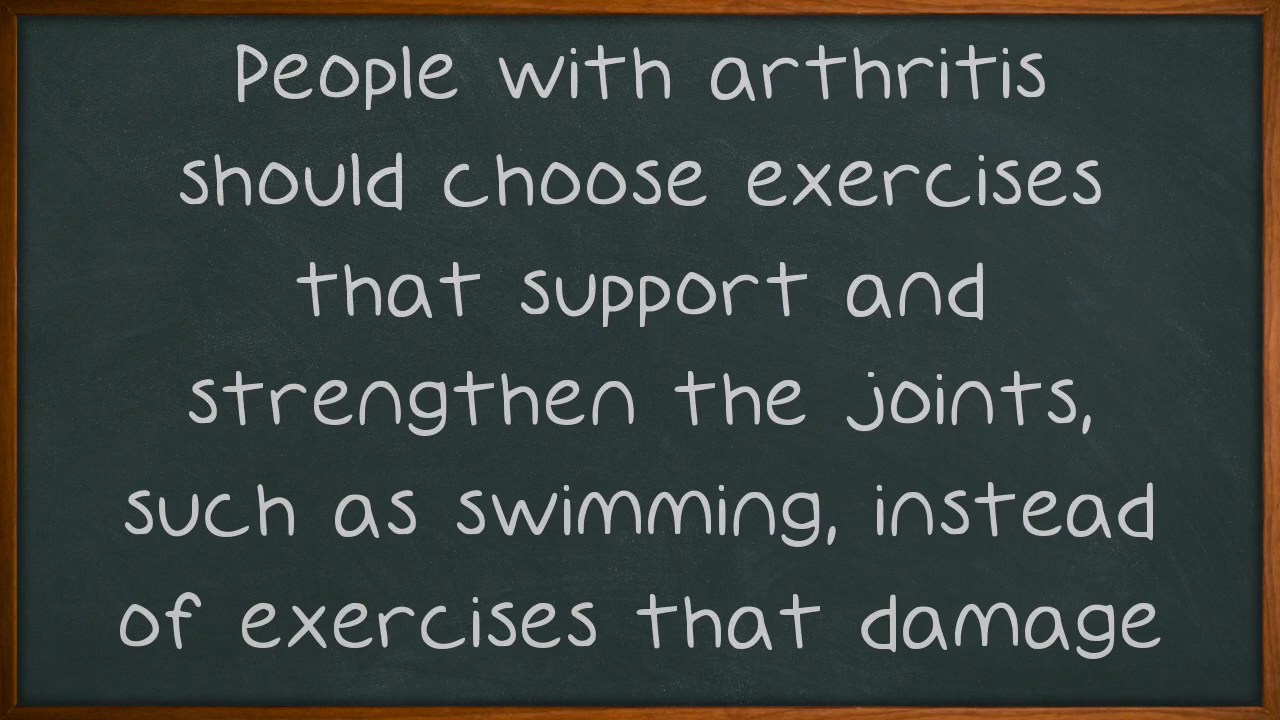 People with arthritis
should choose exercises
that support and
strengthen the joints,
such as swimming, instead
of exercises that damage